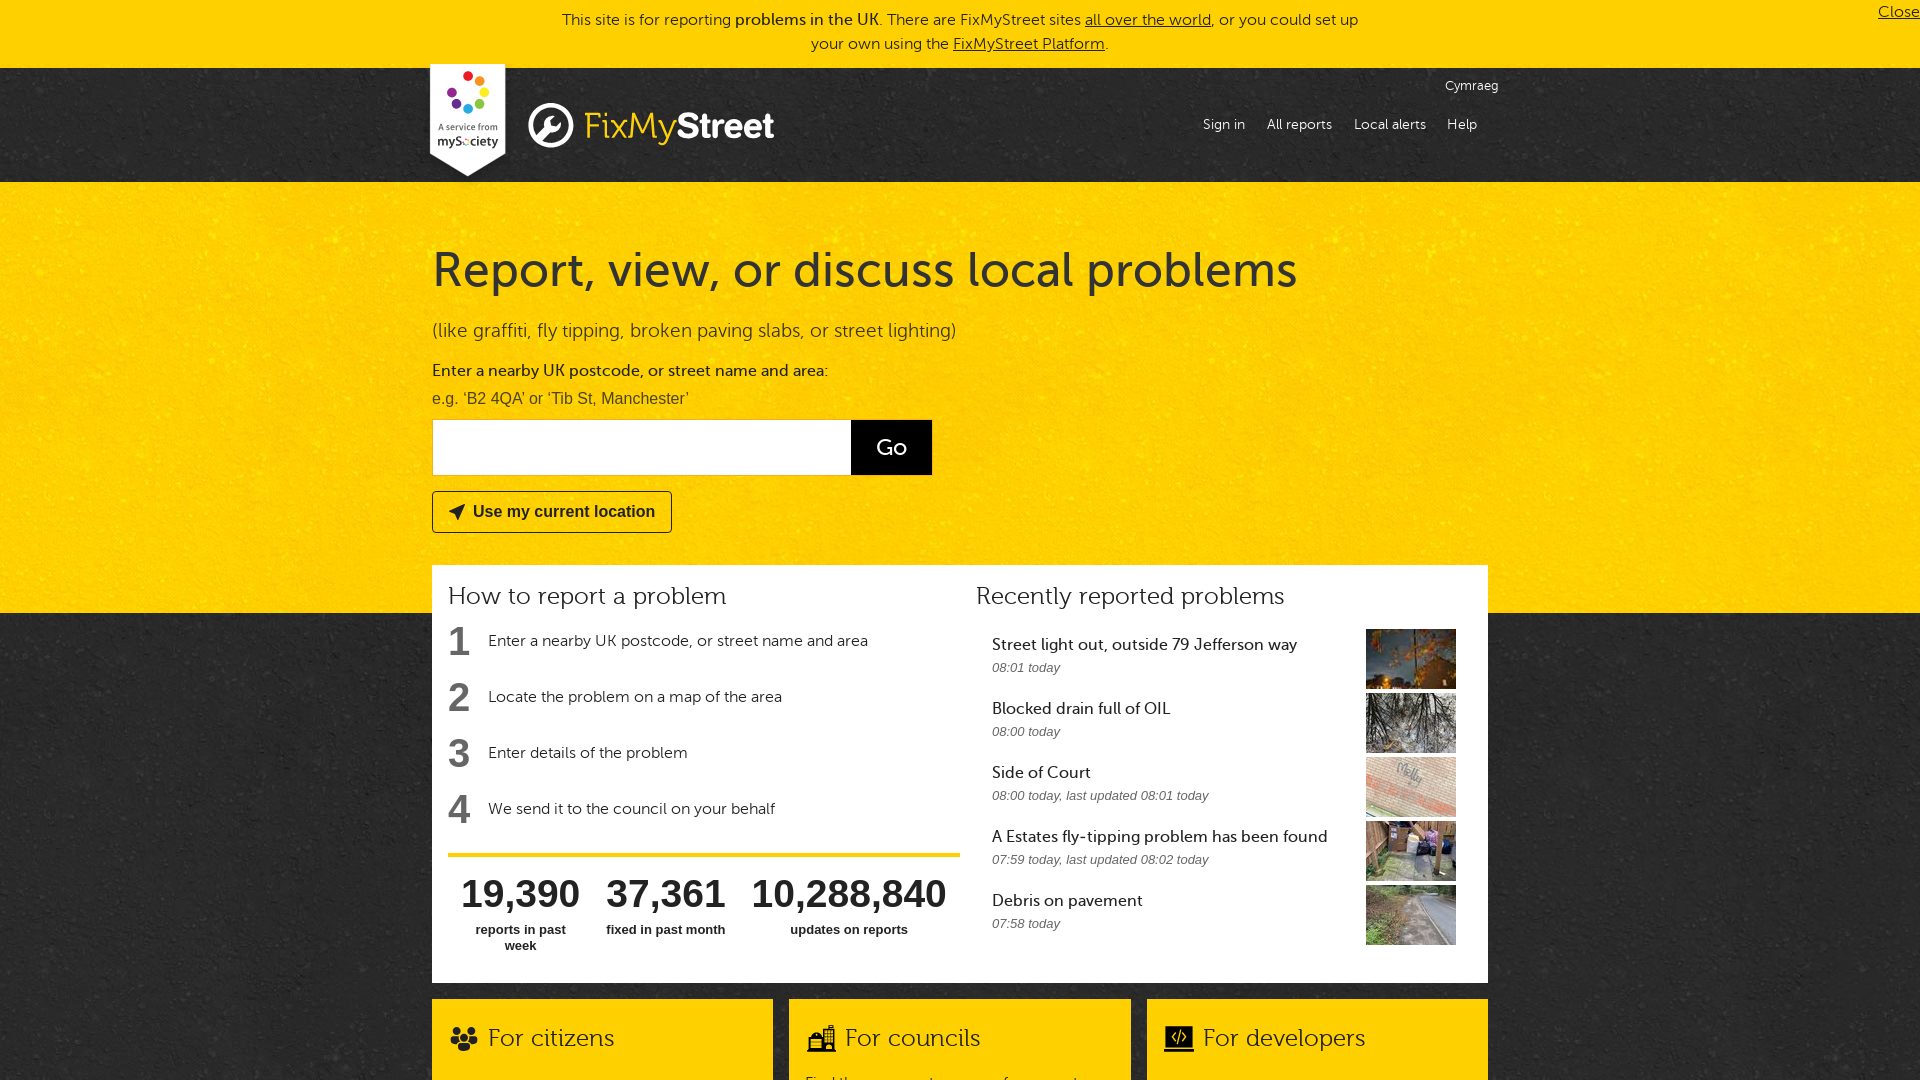 This site is for reporting problems in the UK. There are FixMyStreet sites all over the world, or you could set up
your own using the FixMyStreet Platform.
Close
Cymraeg
A service from
mySociety
FixMyStreet
Sign in
All reports
Local alerts
Help
Report, view, or discuss local problems
(like graffiti, fly tipping, broken paving slabs, or street lighting)
Enter a nearby UK postcode, or street name and area:
e.g. ‘B2 4QA’ or ‘Tib St, Manchester’
Go
Use my current location
How to report a problem
1 Enter a nearby UK postcode, or street name and area
2 Locate the problem on a map of the area
3 Enter details of the problem
4 We send it to the council on your behalf
19,390
reports in past
week
37,361
fixed in past month
10,288,840
updates on reports
Recently reported problems
Street light out, outside 79 Jefferson way
08:01 today
Blocked drain full of OIL
08:00 today
Side of Court
08:00 today, last updated 08:01 today
Melly
A Estates fly-tipping problem has been found
07:59 today, last updated 08:02 today
Debris on pavement
07:58 today
For citizens
For councils
For developers